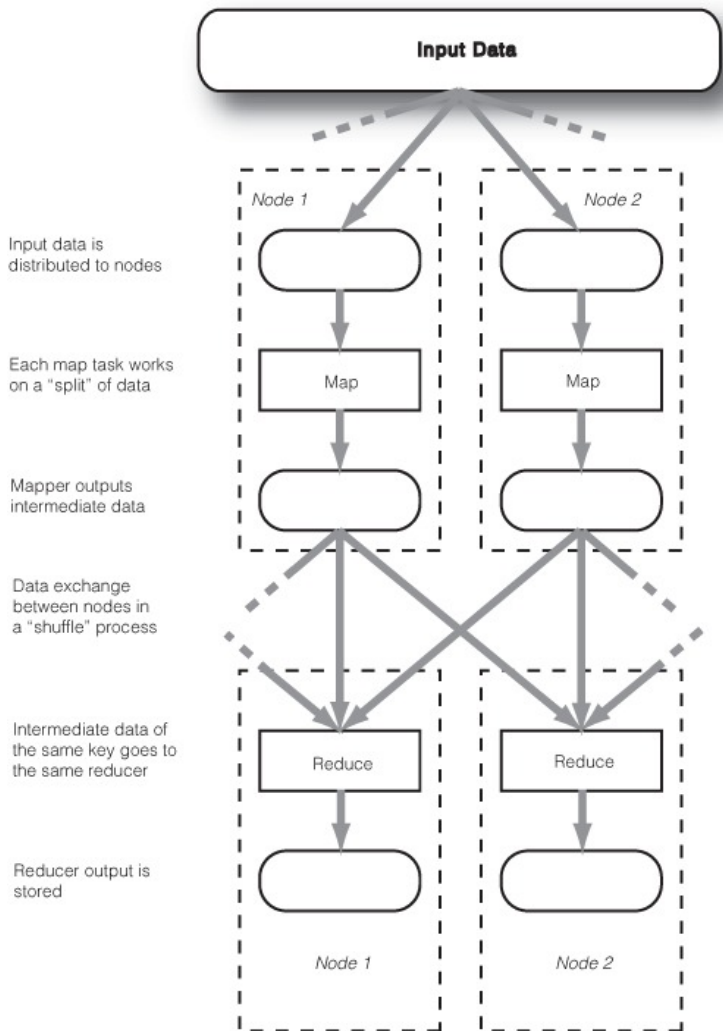 Input Data
Node 1
Node 2
Input data is
distributed to nodes
Each map task works
on a “split” of data
Map
Map
Mapper outputs
intermediate data
Data exchange
between nodes in
a “shuffle” process
Intermediate data of
the same key goes to
the same reducer
Reduce
Reduce
Reducer output is
stored
Node 1
Node 2